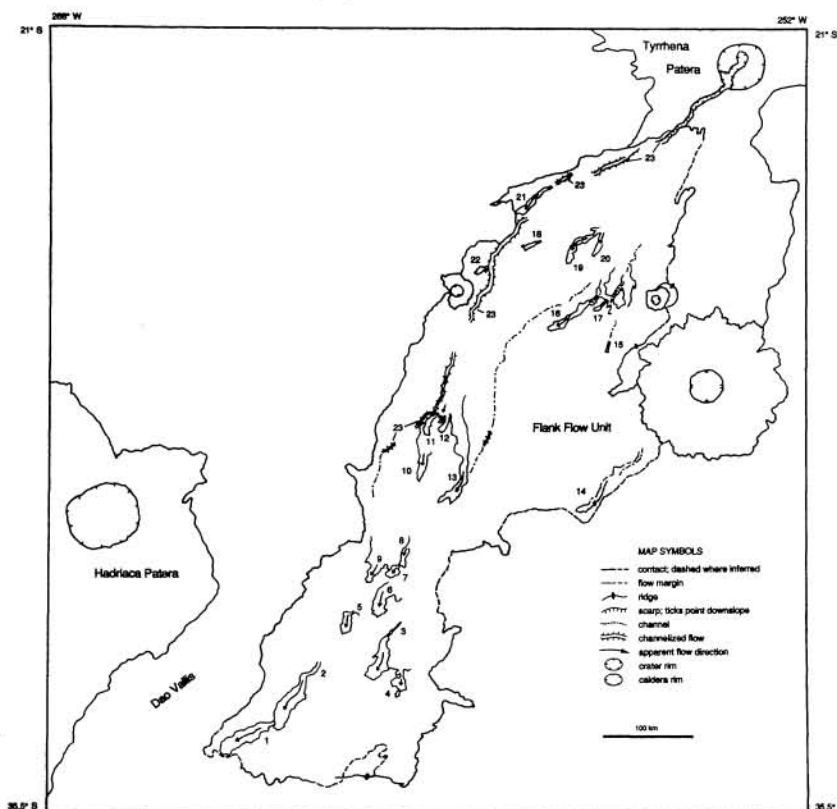 266° W
252° W
21° S
21° S
Tyrrhena
Patera
23
23
21
18
19
20
22
23
16
17
15
23
11
12
10
13
Flank Flow Unit
14
Hadriaca Patera
8
9
7
6
5
3
2
4
1
Dao Vallis
MAP SYMBOLS
contact; dashed where inferred
flow margin
ridge
scarp; ticks point downslope
channel
channelized flow
apparent flow direction
crater rim
caldera rim
100 km
36.5° S